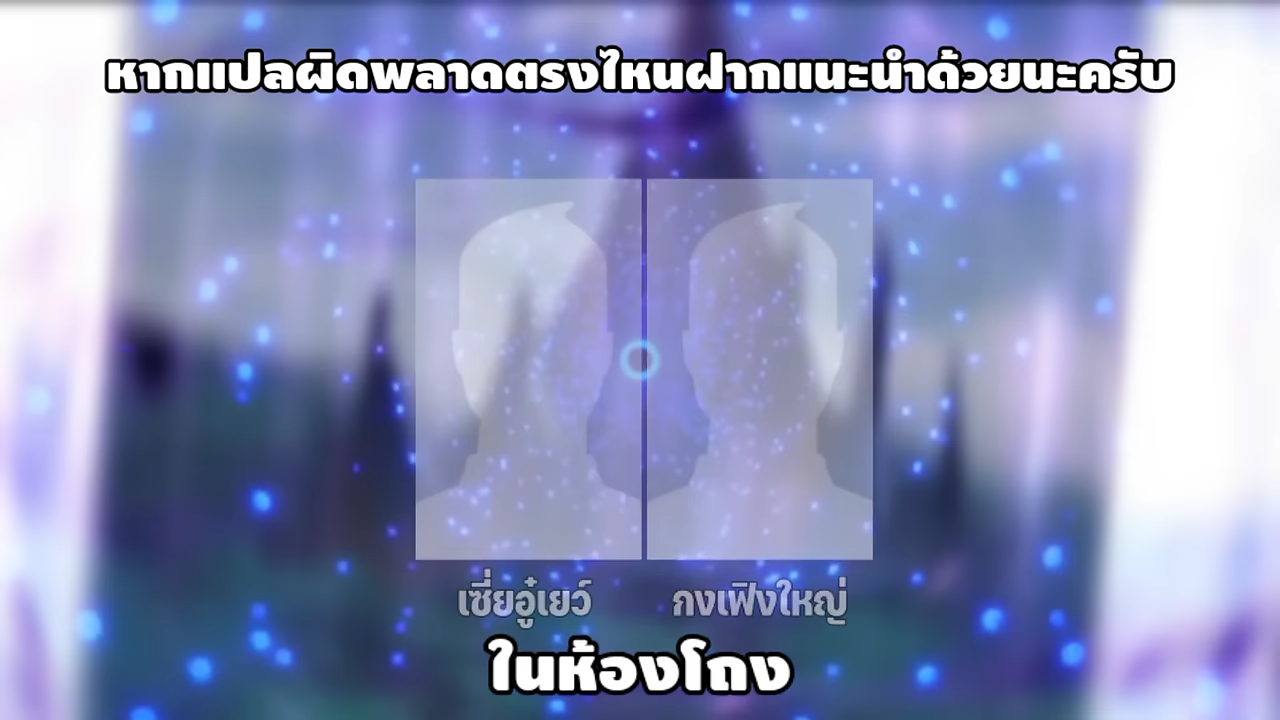 หากแปลผิดพลาดตรงไหนฝากแนะนำด้วยนะครับ
เซี่ยอู๋เยว์ กงเฟิงใหญ่
ในห้องโถง